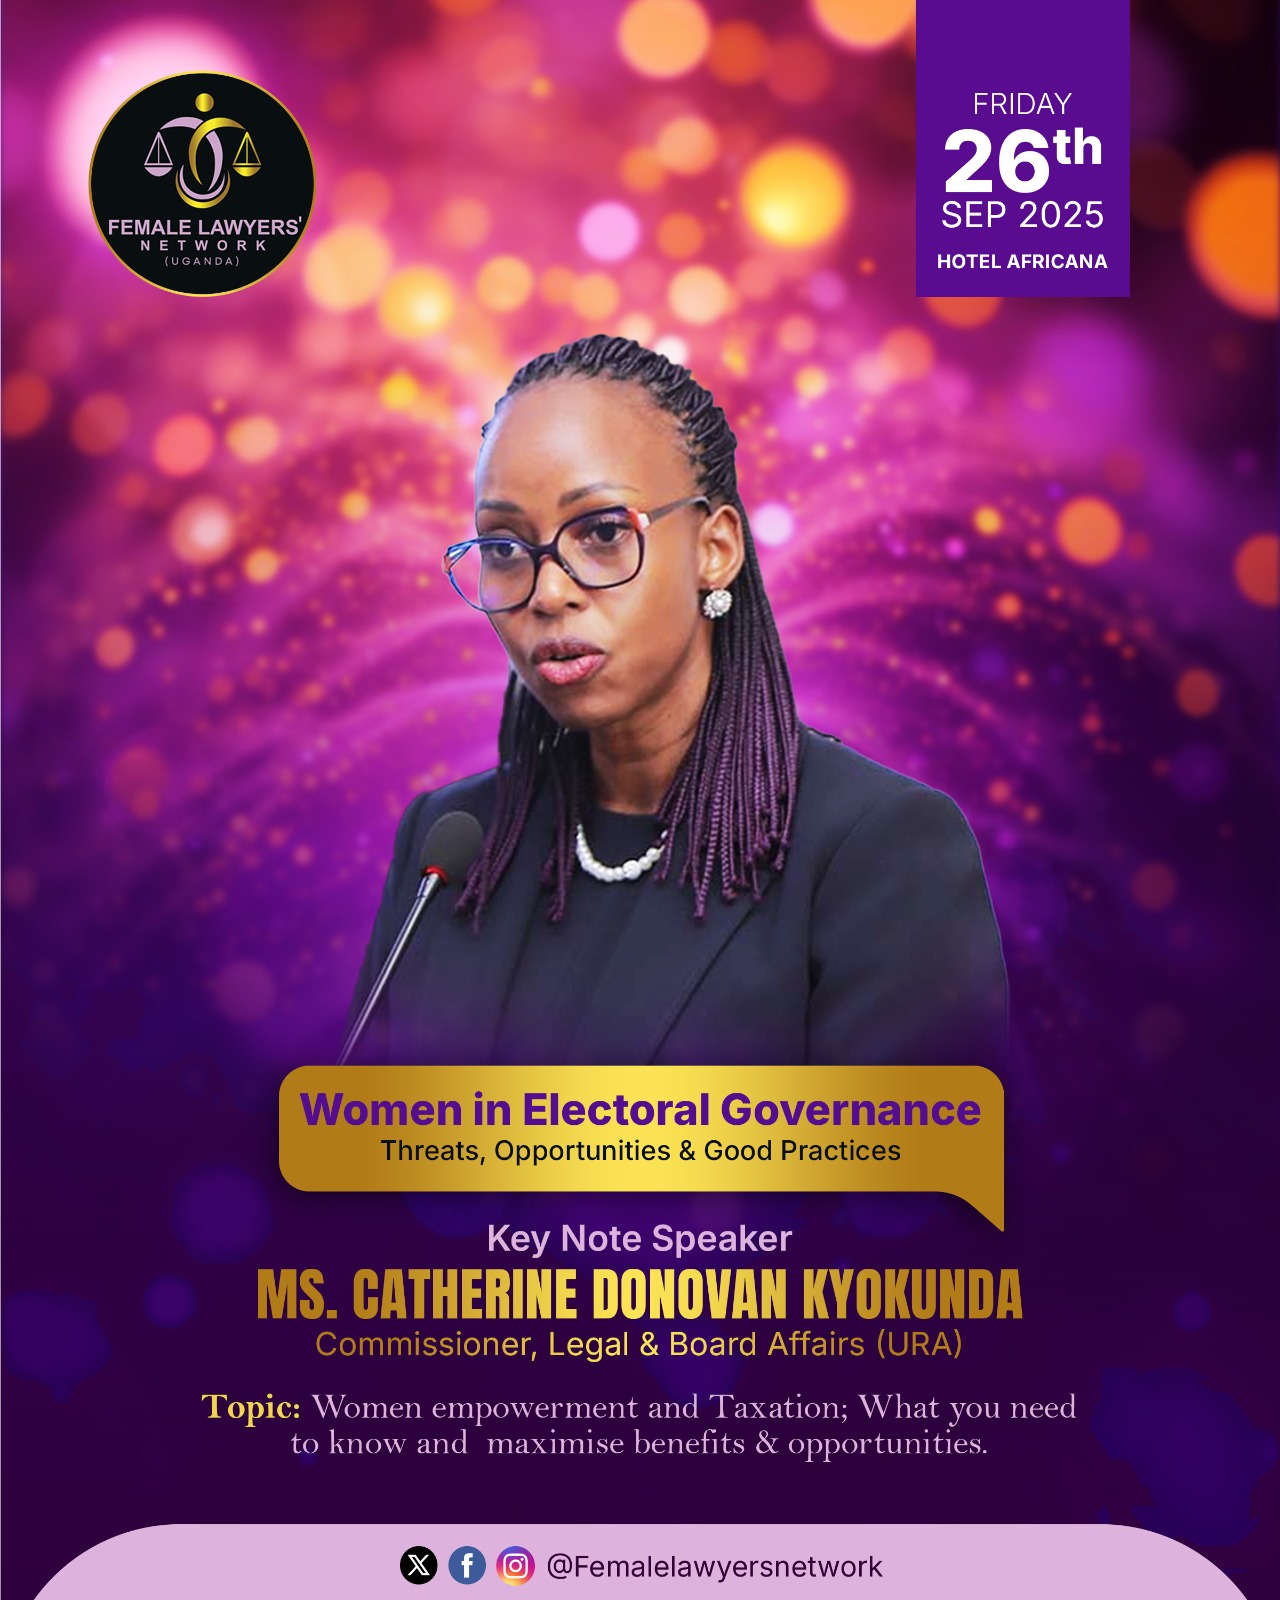 FEMALE LAWYERS'
NETWORK
(UGANDA)
FRIDAY
26th
SEP 2025
HOTEL AFRICANA
Women in Electoral Governance
Threats, Opportunities & Good Practices
Key Note Speaker
MS. CATHERINE DONOVAN KYOKUNDA
Commissioner, Legal & Board Affairs (URA)
Topic: Women empowerment and Taxation; What you need
to know and  maximise benefits & opportunities.
@Femalelawyersnetwork